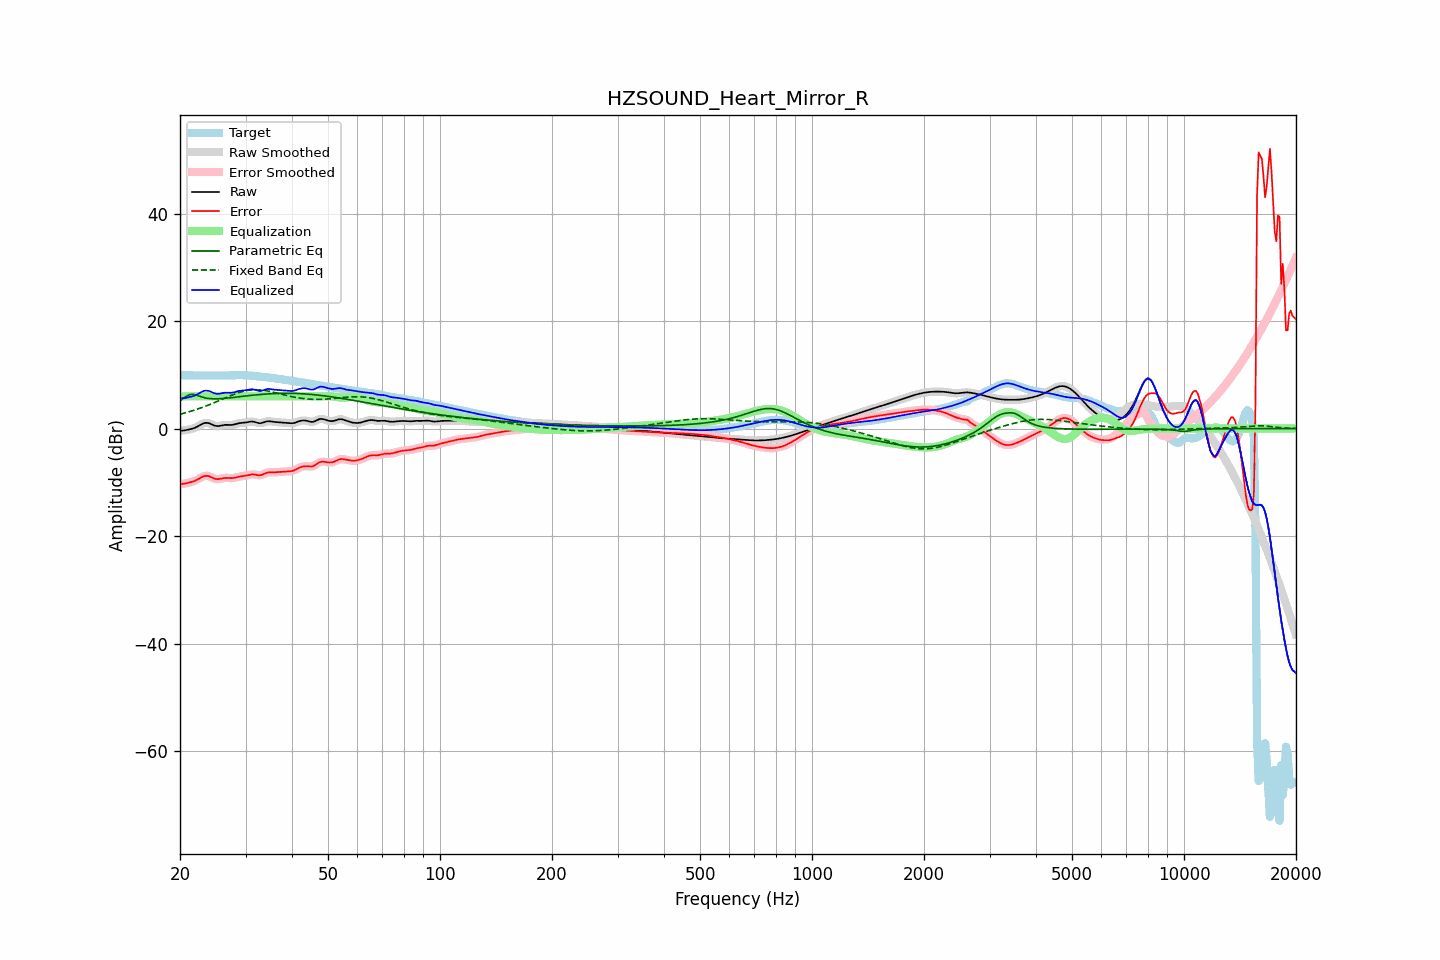 HZSOUND_Heart_Mirror_R
Target
Raw Smoothed
Error Smoothed
Raw
Error
Equalization
Parametric Eq
Fixed Band Eq
Equalized
40
20
0
−20
−40
−60
Amplitude (dBr)
20
50
100
200
500
1000
2000
5000
10000
20000
Frequency (Hz)